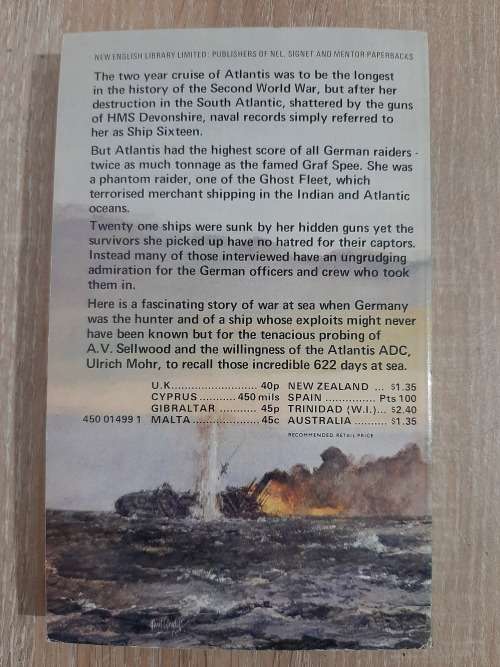 NEW ENGLISH LIBRARY LIMITED: PUBLISHERS OF NEL, SIGNET AND MENTOR PAPERBACKS
The two year cruise of Atlantis was to be the longest
in the history of the Second World War, but after her
destruction in the South Atlantic, shattered by the guns
of HMS Devonshire, naval records simply referred to
her as Ship Sixteen.
But Atlantis had the highest score of all German raiders -
twice as much tonnage as the famed Graf Spee. She was
a phantom raider, one of the Ghost Fleet, which
terrorised merchant shipping in the Indian and Atlantic
oceans.
Twenty one ships were sunk by her hidden guns yet the
survivors she picked up have no hatred for their captors.
Instead many of those interviewed have an ungrudging
admiration for the German officers and crew who took
them in.
Here is a fascinating story of war at sea when Germany
was the hunter and of a ship whose exploits might never
have been known but for the tenacious probing of
A.V. Sellwood and the willingness of the Atlantis ADC,
Ulrich Mohr, to recall those incredible 622 days at sea.
U.K. ........................ 40p NEW ZEALAND ... $1.35
CYPRUS .......... 450 mils SPAIN .............. Pts 100
GIBRALTAR ........... 45p TRINIDAD (W.I.)... $2.40
450 01499 1 MALTA ................... 45c AUSTRALIA .......... $1.35
RECOMMENDED RETAIL PRICE